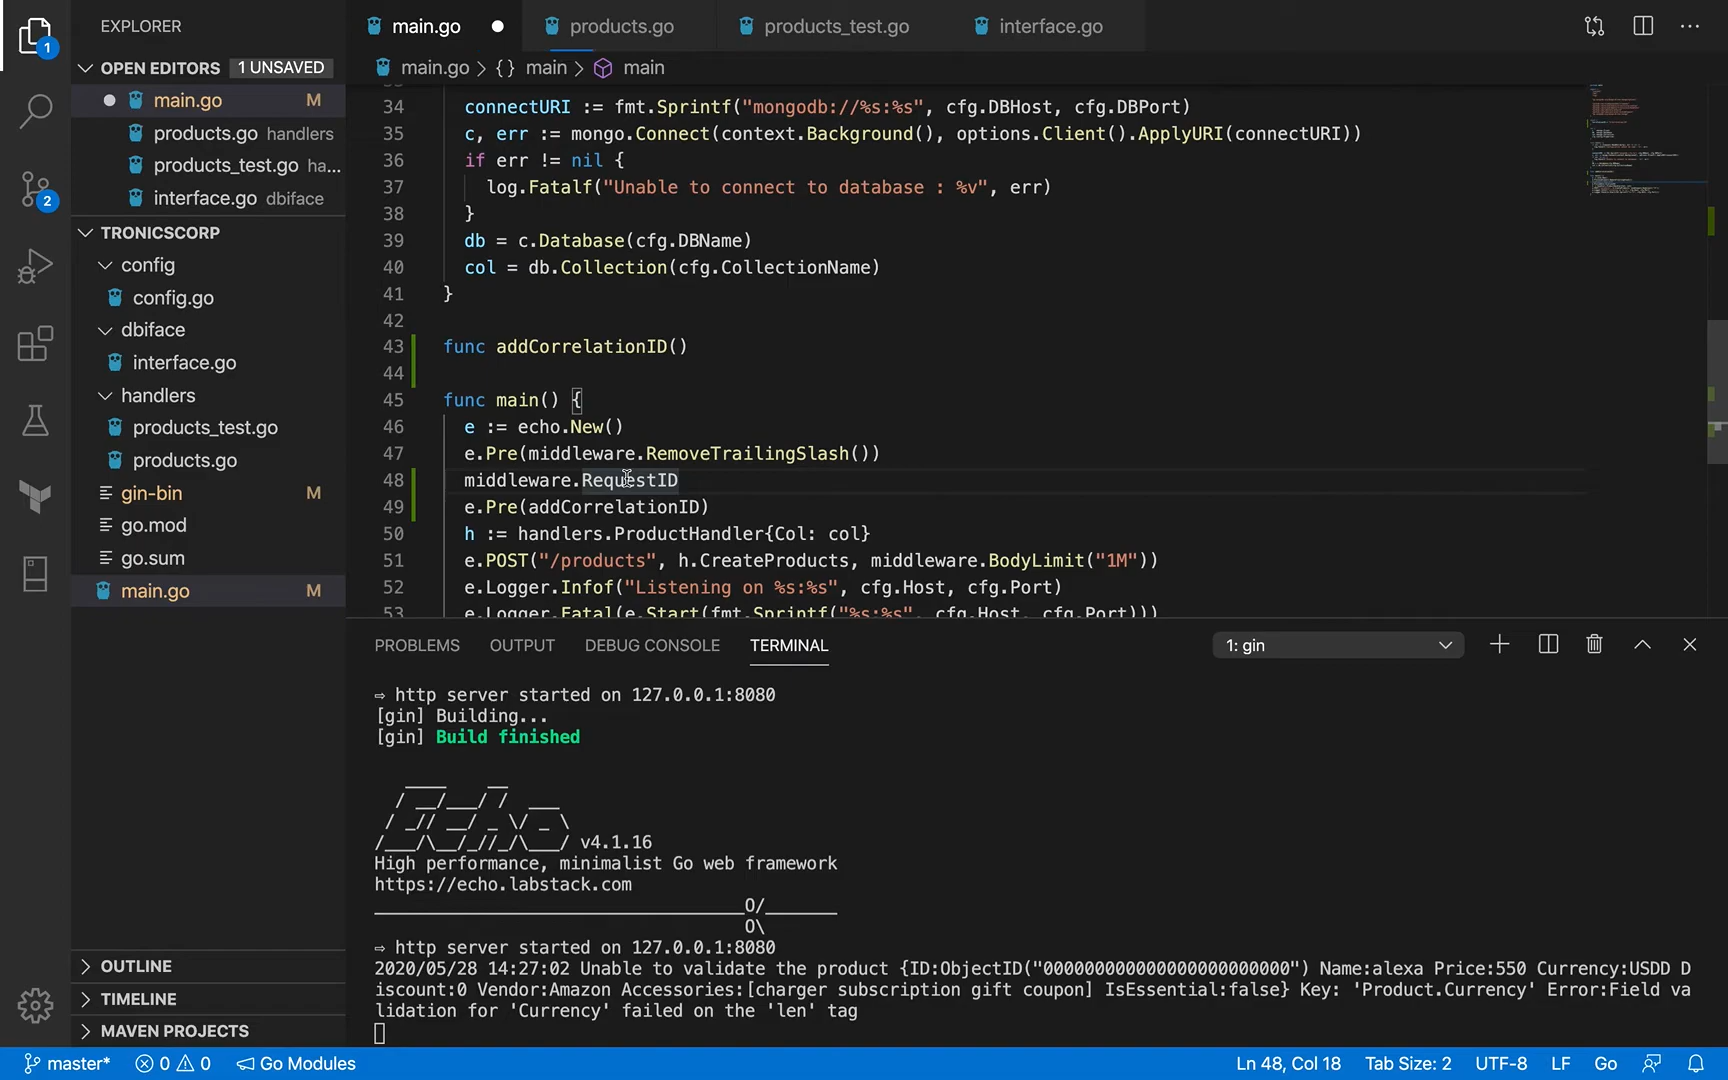 EXPLORER
main.go
products.go
products_test.go
interface.go
1
OPEN EDITORS 1 UNSAVED
main.go > {} main > main
main.go M
products.go handlers
products_test.go ha...
interface.go dbiface
2
TRONICSCORP
config
config.go
dbiface
interface.go
handlers
products_test.go
products.go
gin-bin M
go.mod
go.sum
main.go M
OUTLINE
TIMELINE
MAVEN PROJECTS
34 connectURI := fmt.Sprintf("mongodb://%s:%s", cfg.DBHost, cfg.DBPort)
35 c, err := mongo.Connect(context.Background(), options.Client().ApplyURI(connectURI))
36 if err != nil {
37 log.Fatalf("Unable to connect to database : %v", err)
38 }
39 db = c.Database(cfg.DBName)
40 col = db.Collection(cfg.CollectionName)
41 }
42
43 func addCorrelationID()
44
45 func main() {
46 e := echo.New()
47 e.Pre(middleware.RemoveTrailingSlash())
48 middleware.RequestID
49 e.Pre(addCorrelationID)
50 h := handlers.ProductHandler{Col: col}
51 e.POST("/products", h.CreateProducts, middleware.BodyLimit("1M"))
52 e.Logger.Infof("Listening on %s:%s", cfg.Host, cfg.Port)
53 e.Logger.Fatal(e.Start(fmt.Sprintf("%s:%s", cfg.Host, cfg.Port)))
PROBLEMS OUTPUT DEBUG CONSOLE TERMINAL 1: gin
⇨ http server started on 127.0.0.1:8080
[gin] Building...
[gin] Build finished
Echo v4.1.16
High performance, minimalist Go web framework
https://echo.labstack.com
____________________________________O/_______
O\
⇨ http server started on 127.0.0.1:8080
2020/05/28 14:27:02 Unable to validate the product {ID:ObjectID("000000000000000000000000") Name:alexa Price:550 Currency:USDD D
iscount:0 Vendor:Amazon Accessories:[charger subscription gift coupon] IsEssential:false} Key: 'Product.Currency' Error:Field va
lidation for 'Currency' failed on the 'len' tag
master* 0 0 Go Modules Ln 48, Col 18 Tab Size: 2 UTF-8 LF Go